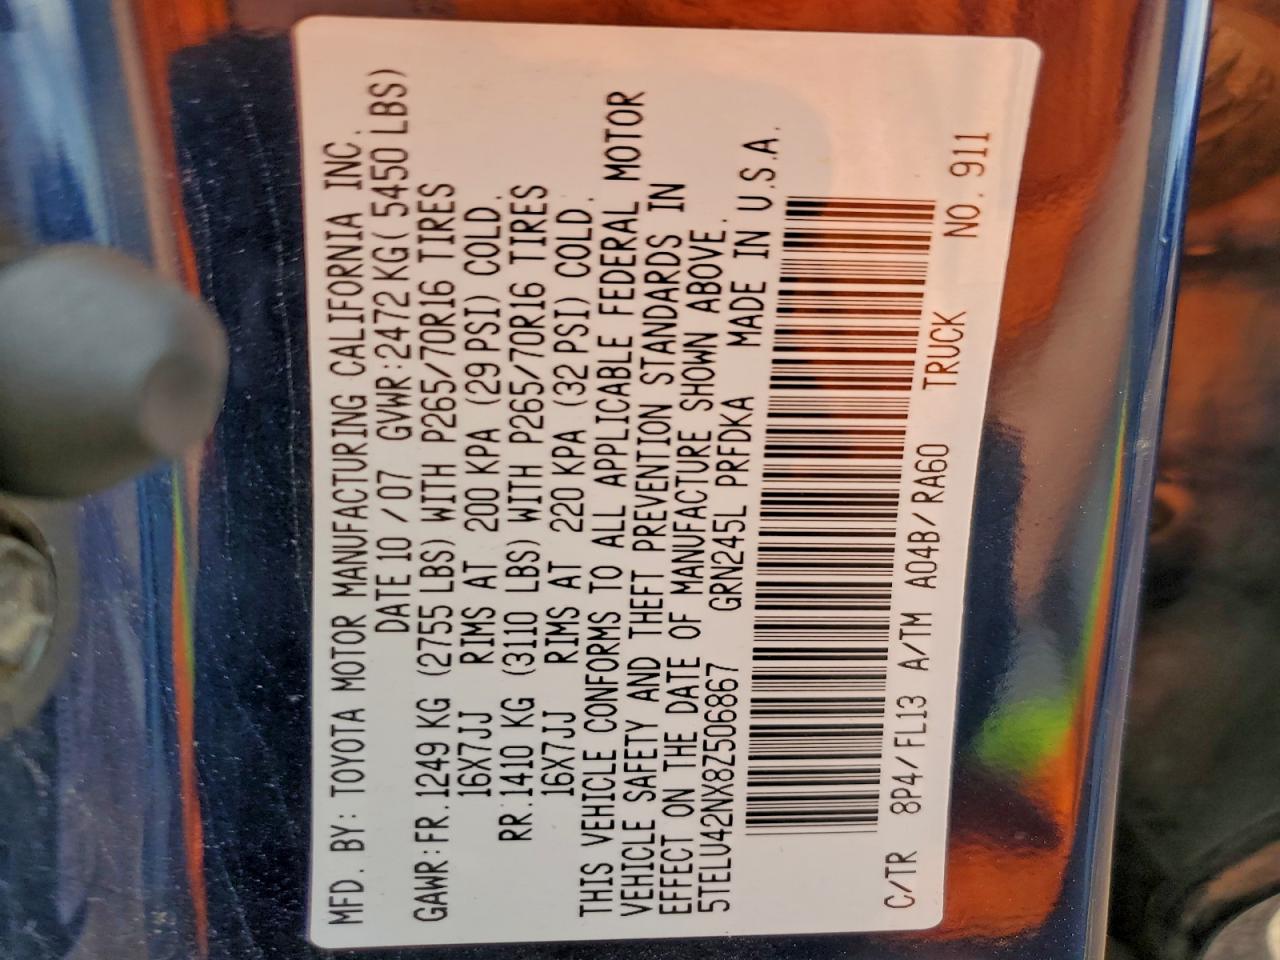 MFD. BY: TOYOTA MOTOR MANUFACTURING CALIFORNIA INC.
DATE 10 / 07 GVWR: 2472 KG ( 5450 LBS)
GAWR: FR. 1249 KG (2755 LBS) WITH P265/70R16 TIRES
16X7JJ RIMS AT 200 KPA (29 PSI) COLD.
RR. 1410 KG (3110 LBS) WITH P265/70R16 TIRES
16X7JJ RIMS AT 220 KPA (32 PSI) COLD.
THIS VEHICLE CONFORMS TO ALL APPLICABLE FEDERAL MOTOR
VEHICLE SAFETY AND THEFT PREVENTION STANDARDS IN
EFFECT ON THE DATE OF MANUFACTURE SHOWN ABOVE.
5TELU42NX8Z506867 GRN245L PRFDKA MADE IN U.S.A.
C/TR 8P4/FL13 A/TM A04B/RA60 TRUCK NO. 911